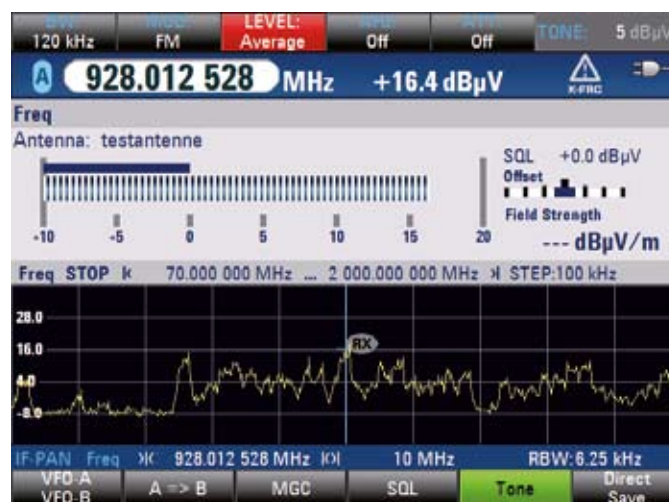 LEVEL:
120 kHz FM Average Off Off TONE: 5 dBµV
A 928.012 528 MHz +16.4 dBµV
K-FRC
Freq
Antenna: testantenne
SQL +0.0 dBµV
Offset
Field Strength
-10 -5 0 5 10 15 20
--- dBµV/m
Freq STOP 70.000 000 MHz ... 2 000.000 000 MHz STEP:100 kHz
28.0
16.0
RX
4.0
-8.0
IF-PAN Freq 928.012 528 MHz 10 MHz RBW:6.25 kHz
VFO-A
VFO-B
A => B MGC SQL Tone
Direct
Save